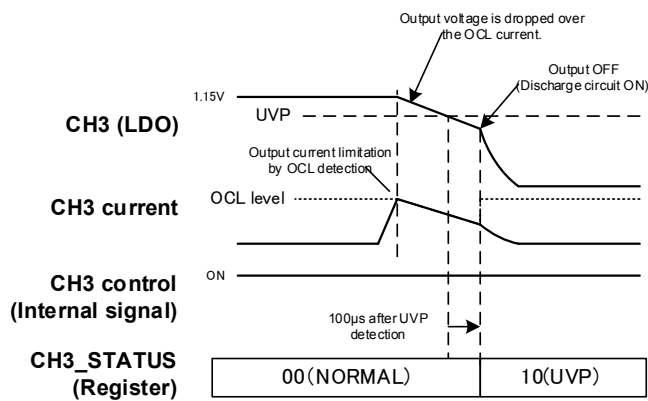 Output voltage is dropped over
the OCL current.
Output OFF
(Discharge circuit ON)
1.15V
UVP
CH3 (LDO)
Output current limitation
by OCL detection
OCL level
CH3 current
ON
CH3 control
(Internal signal)
100μs after UVP
detection
CH3_STATUS
(Register)
00(NORMAL)
10(UVP)